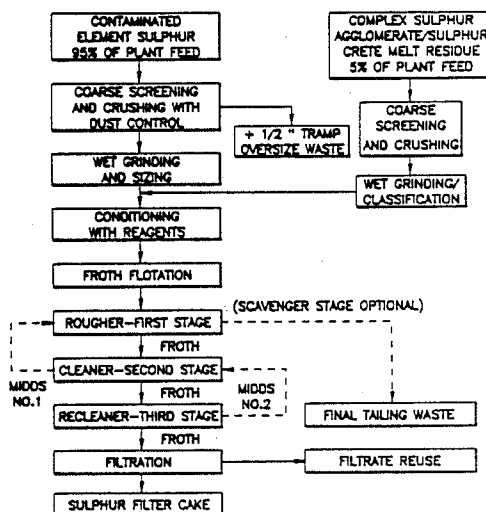 CONTAMINATED
ELEMENT SULPHUR
95% OF PLANT FEED
COMPLEX SULPHUR
AGGLOMERATE/SULPHUR
CRETE MELT RESIDUE
5% OF PLANT FEED
COARSE SCREENING
AND CRUSHING WITH
DUST CONTROL
+ 1/2 " TRAMP
OVERSIZE WASTE
COARSE
SCREENING
AND CRUSHING
WET GRINDING
AND SIZING
WET GRINDING/
CLASSIFICATION
CONDITIONING
WITH REAGENTS
FROTH FLOTATION
(SCAVENGER STAGE OPTIONAL)
ROUGHER-FIRST STAGE
FROTH
CLEANER-SECOND STAGE
MIDDS
NO.1
FROTH
MIDDS
NO.2
RECLEANER-THIRD STAGE
FINAL TAILING WASTE
FROTH
FILTRATION
FILTRATE REUSE
SULPHUR FILTER CAKE